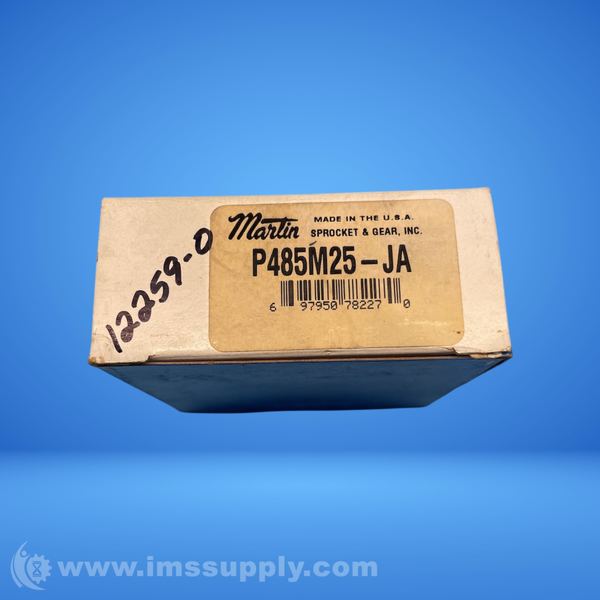 12259-0
Martin MADE IN THE U.S.A.
SPROCKET & GEAR, INC.
P485M25-JA
6 97950 78227 0
www.imssupply.com